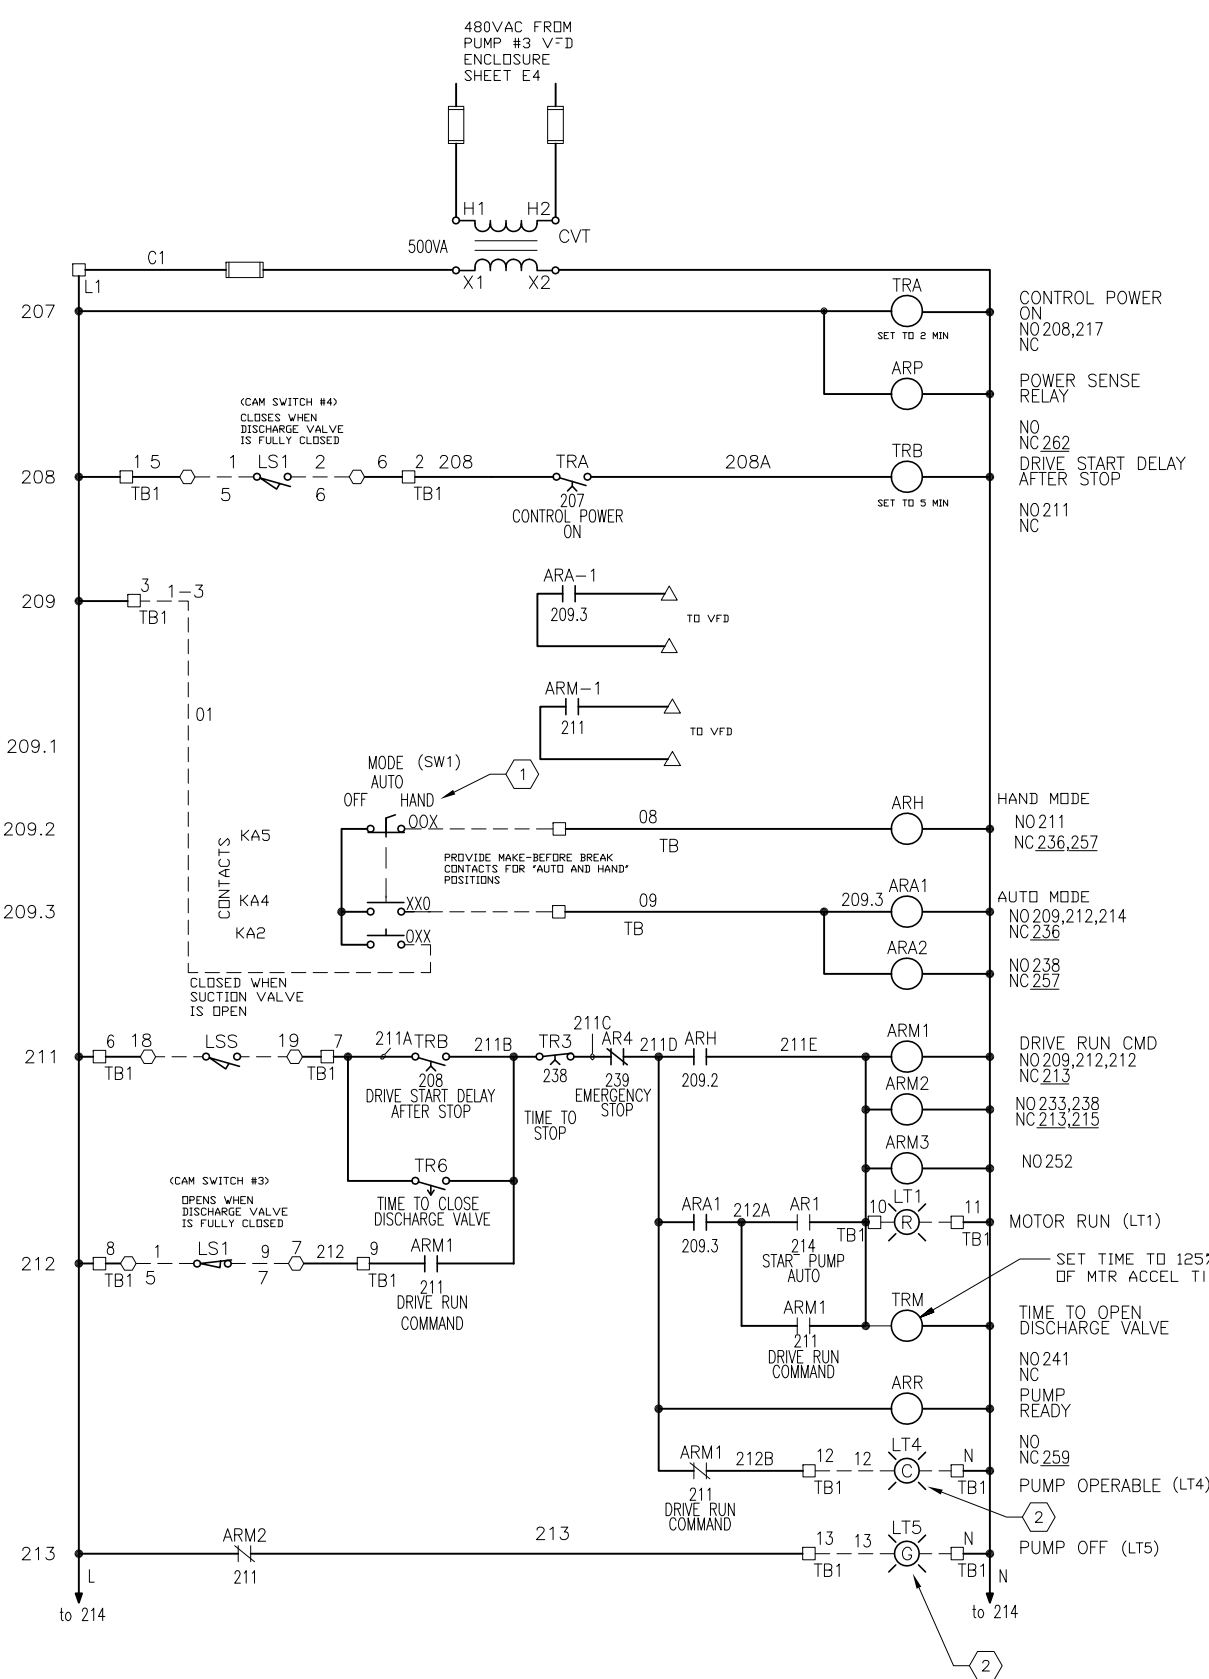 480VAC FROM
PUMP #3 VFD
ENCLOSURE
SHEET E4
H1 H2
CVT
500VA
X1 X2
C1
L1
207
TRA
SET TO 2 MIN
CONTROL POWER
ON
NO 208,217
NC
ARP
POWER SENSE
RELAY
NO
NC 262
(CAM SWITCH #4)
CLOSES WHEN
DISCHARGE VALVE
IS FULLY CLOSED
208
1 5
TB1
1 LS1 2
5 6
6 2 208
TB1
TRA
207
CONTROL POWER
ON
208A
TRB
SET TO 5 MIN
DRIVE START DELAY
AFTER STOP
NO 211
NC
209
3 1-3
TB1
01
ARA-1
209.3
TO VFD
ARM-1
211
TO VFD
209.1
MODE (SW1)
AUTO
OFF HAND
1
209.2
CONTACTS
KA5
OOX
08
TB
ARH
HAND MODE
NO 211
NC 236,257
PROVIDE MAKE-BEFORE BREAK
CONTACTS FOR "AUTO AND HAND"
POSITIONS
209.3
KA4
XXO
09
TB
209.3
ARA1
AUTO MODE
NO 209,212,214
NC 236
KA2
OXX
ARA2
NO 238
NC 257
CLOSED WHEN
SUCTION VALVE
IS OPEN
211
6 18
TB1
LSS
19 7
TB1
211A TRB
208
DRIVE START DELAY
AFTER STOP
211B
TR3
238
TIME TO
STOP
211C
AR4
239
EMERGENCY
STOP
211D
ARH
209.2
211E
ARM1
DRIVE RUN CMD
NO 209,212,212
NC 213
ARM2
NO 233,238
NC 213,215
ARM3
NO 252
TR6
TIME TO CLOSE
DISCHARGE VALVE
(CAM SWITCH #3)
OPENS WHEN
DISCHARGE VALVE
IS FULLY CLOSED
ARA1
209.3
212A
AR1
214
START PUMP
AUTO
TB1
10 LT1 11
R
TB1
MOTOR RUN (LT1)
212
8
TB1
1 LS1 9
5 7
7 212 9
TB1
ARM1
211
DRIVE RUN
COMMAND
SET TIME TO 125
OF MTR ACCEL
ARM1
211
DRIVE RUN
COMMAND
TRM
TIME TO OPEN
DISCHARGE VALVE
NO 241
NC
ARR
PUMP
READY
NO
NC 259
ARM1
211
DRIVE RUN
COMMAND
212B
12 12
TB1
LT4
C
N
TB1
PUMP OPERABLE (LT4)
2
213
ARM2
211
213
13 13
TB1
LT5
G
N
TB1
PUMP OFF (LT5)
L
to 214
N
to 214
2